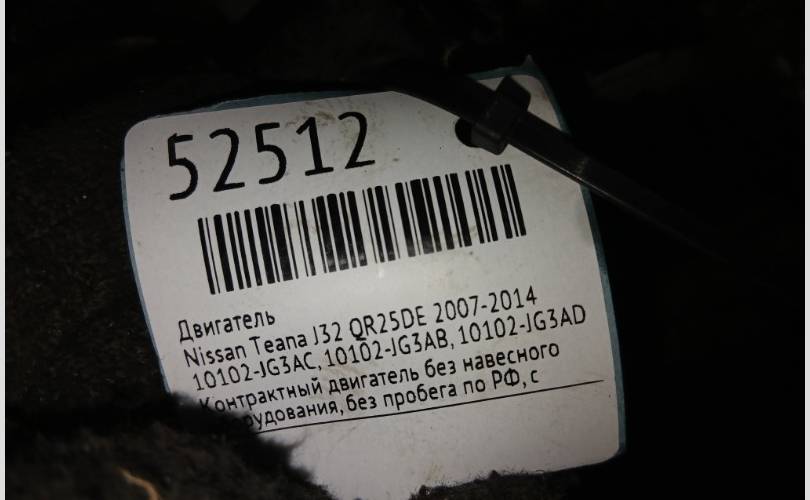 52512
Двигатель
Nissan Teana J32 QR25DE 2007-2014
10102-JG3AC, 10102-JG3AB, 10102-JG3AD
Контрактный двигатель без навесного
без пробега по РФ, с